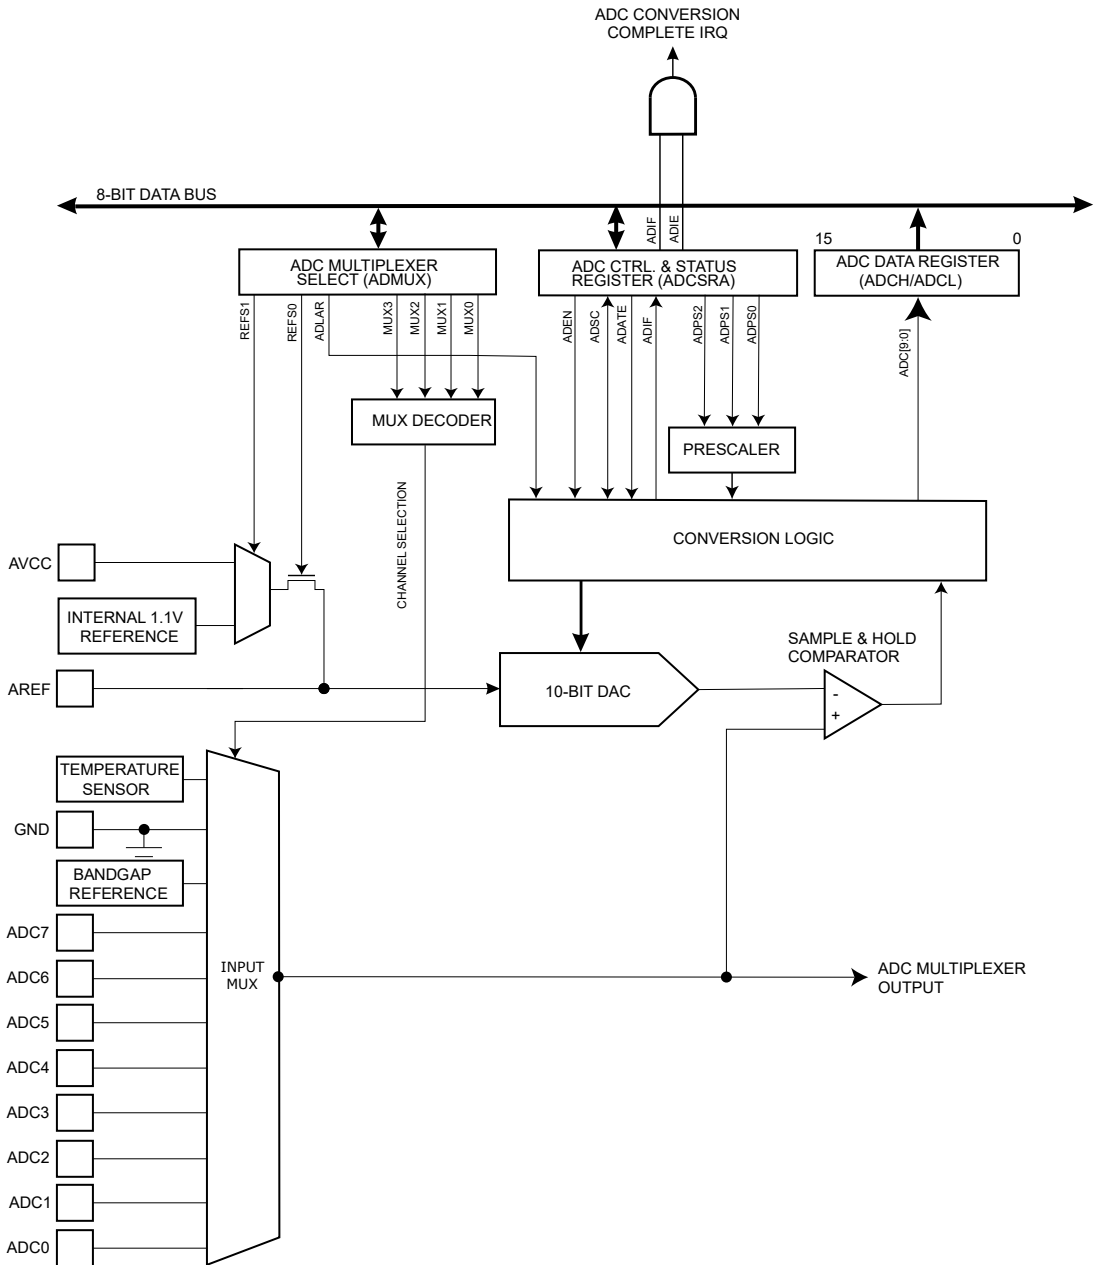 ADC CONVERSION
COMPLETE IRQ
8-BIT DATA BUS
ADIF
ADIE
15
0
ADC MULTIPLEXER
SELECT (ADMUX)
ADC CTRL. & STATUS
REGISTER (ADCSRA)
ADC DATA REGISTER
(ADCH/ADCL)
REFS1
REFS0
ADLAR
MUX3
MUX2
MUX1
MUX0
ADEN
ADSC
ADATE
ADIF
ADPS2
ADPS1
ADPS0
ADC[9:0]
MUX DECODER
PRESCALER
CHANNEL SELECTION
CONVERSION LOGIC
AVCC
INTERNAL 1.1V
REFERENCE
SAMPLE & HOLD
COMPARATOR
AREF
10-BIT DAC
-
+
TEMPERATURE
SENSOR
GND
BANDGAP
REFERENCE
ADC7
ADC6
INPUT
MUX
ADC MULTIPLEXER
OUTPUT
ADC5
ADC4
ADC3
ADC2
ADC1
ADC0